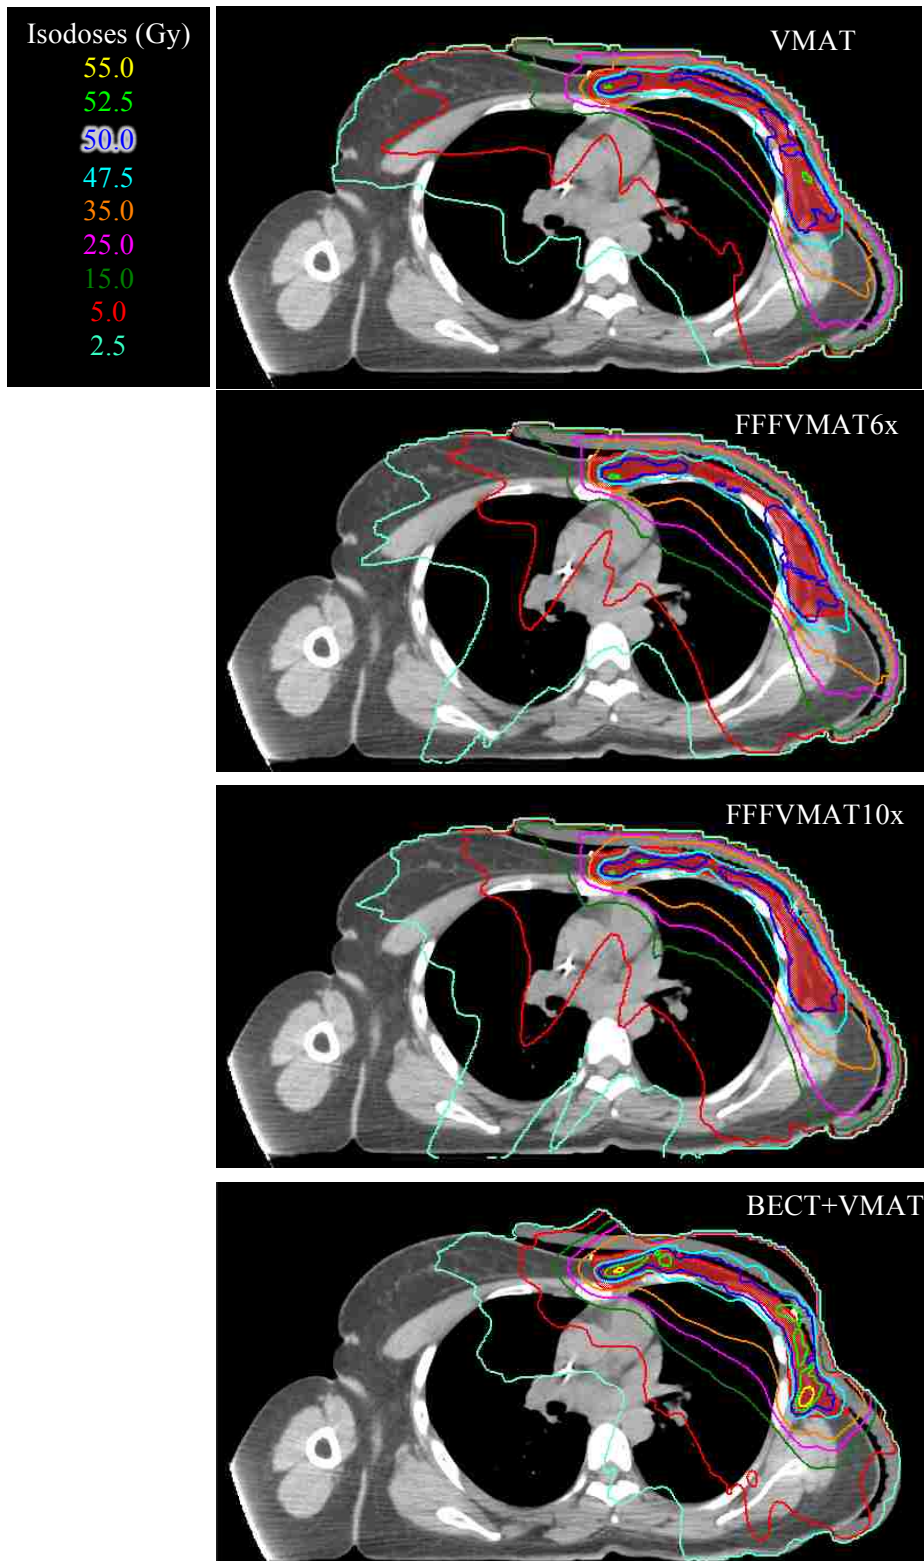 Isodoses (Gy)
55.0
52.5
50.0
47.5
35.0
25.0
15.0
5.0
2.5
VMAT
FFFVMAT6x
FFFVMAT10x
BECT+VMAT